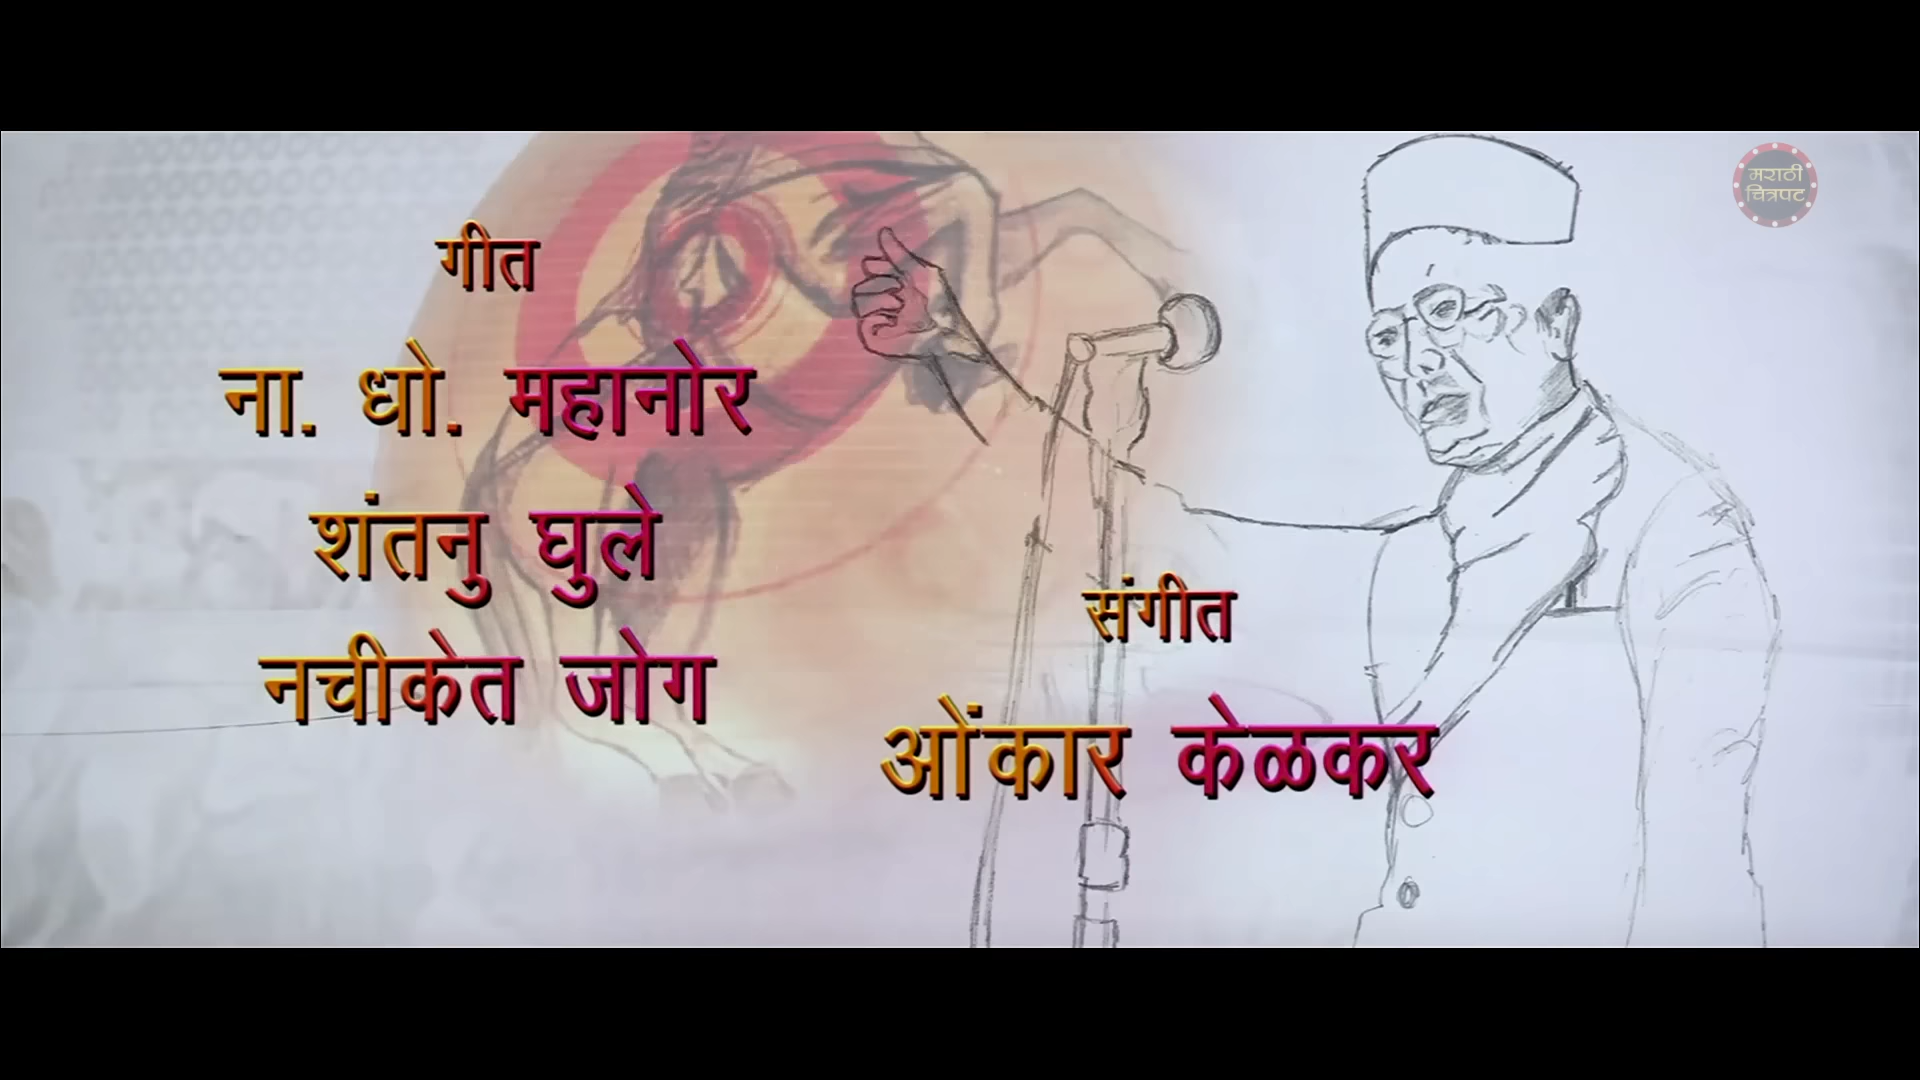 मराठी
चित्रपट
गीत
ना. धो. महानोर
शंतनु घुले
नचीकेत जोग
संगीत
ओंकार केळकर